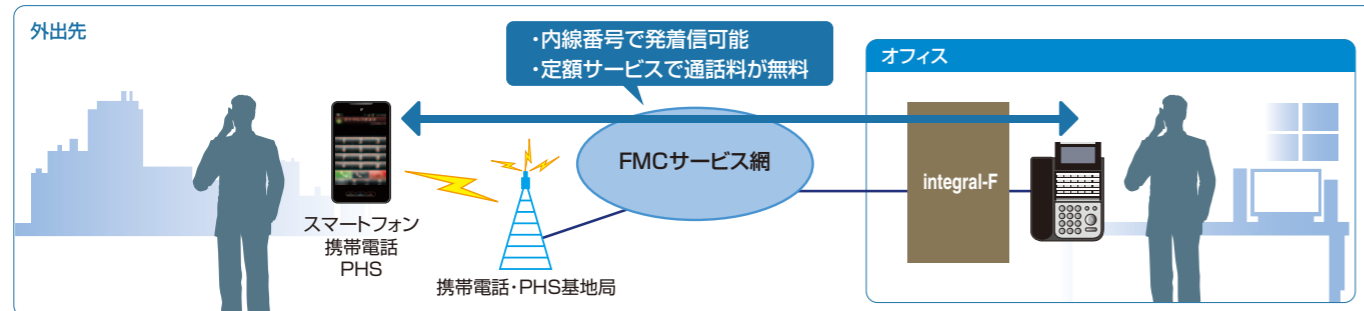 外出先
・内線番号で発着信可能
・定額サービスで通話料が無料
オフィス
FMCサービス網
integral-F
スマートフォン
携帯電話
PHS
携帯電話・PHS基地局